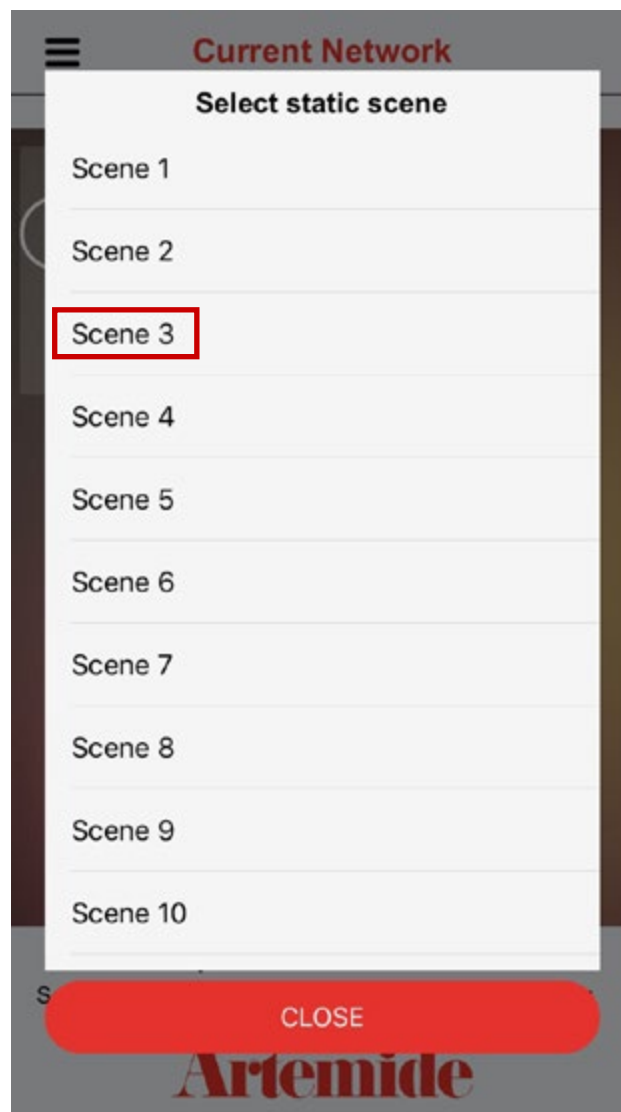 Current Network
Select static scene
Scene 1
Scene 2
Scene 3
Scene 4
Scene 5
Scene 6
Scene 7
Scene 8
Scene 9
Scene 10
CLOSE
Artemide